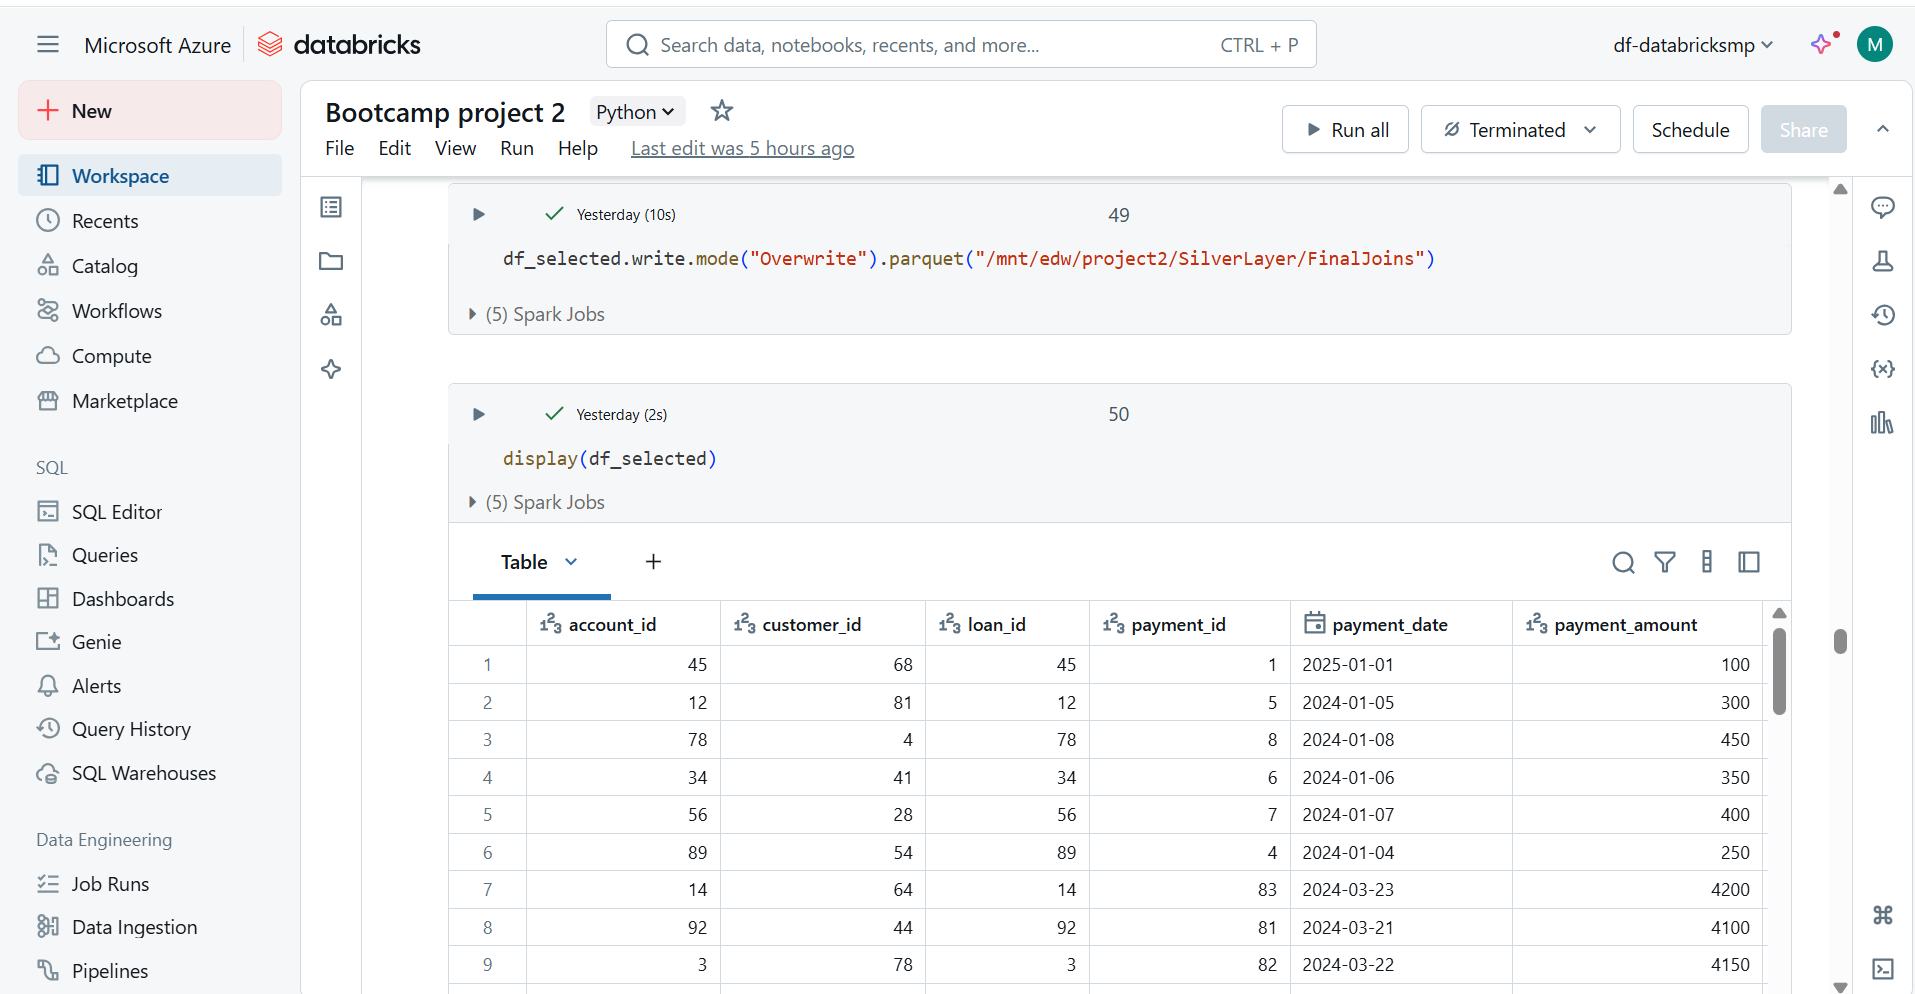 Microsoft Azure databricks
Search data, notebooks, recents, and more... CTRL + P
df-databricksmp
M
New
Workspace
Recents
Catalog
Workflows
Compute
Marketplace
SQL
SQL Editor
Queries
Dashboards
Genie
Alerts
Query History
SQL Warehouses
Data Engineering
Job Runs
Data Ingestion
Pipelines
Bootcamp project 2 Python
File Edit View Run Help Last edit was 5 hours ago
Run all Terminated Schedule Share
Yesterday (10s) 49
df_selected.write.mode("Overwrite").parquet("/mnt/edw/project2/SilverLayer/FinalJoins")
(5) Spark Jobs
Yesterday (2s) 50
display(df_selected)
(5) Spark Jobs
Table +
123 account_id 123 customer_id 123 loan_id 123 payment_id payment_date 123 payment_amount
1 45 68 45 1 2025-01-01 100
2 12 81 12 5 2024-01-05 300
3 78 4 78 8 2024-01-08 450
4 34 41 34 6 2024-01-06 350
5 56 28 56 7 2024-01-07 400
6 89 54 89 4 2024-01-04 250
7 14 64 14 83 2024-03-23 4200
8 92 44 92 81 2024-03-21 4100
9 3 78 3 82 2024-03-22 4150